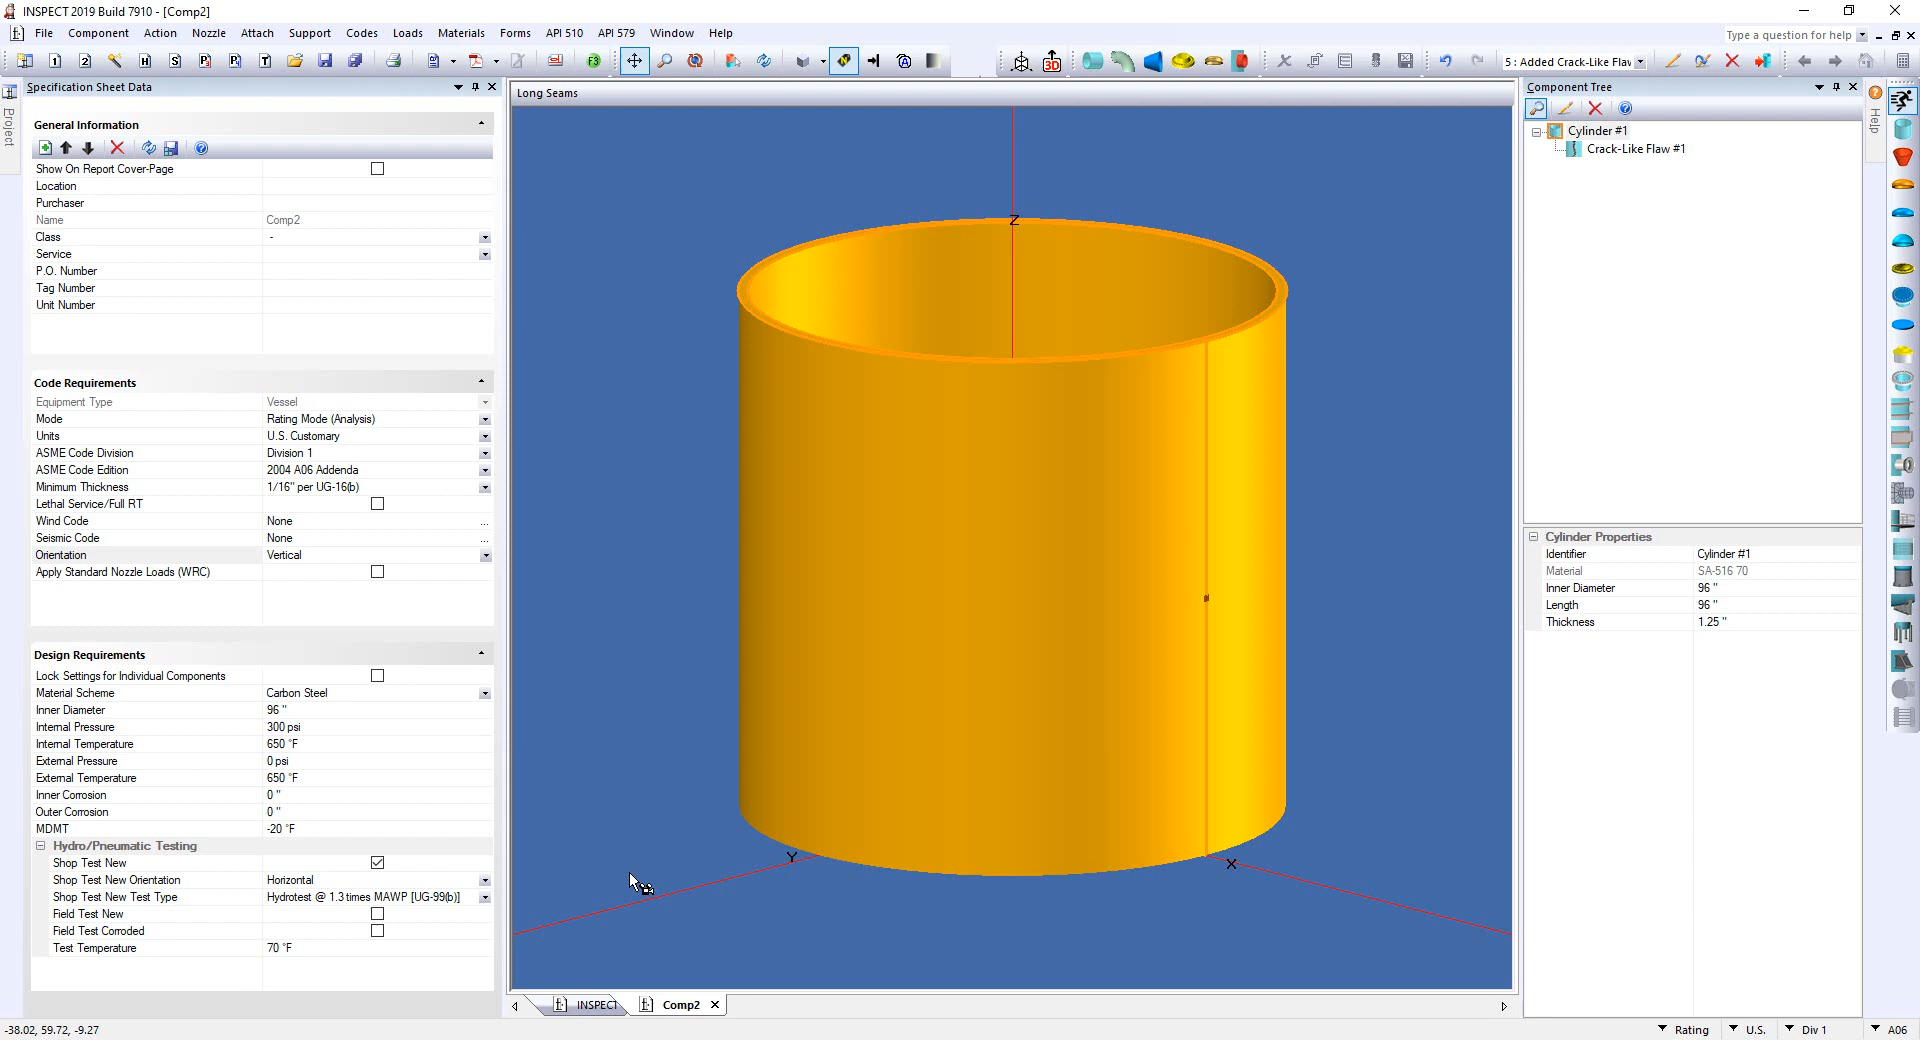 INSPECT 2019 Build 7910 - [Comp2]
File Component Action Nozzle Attach Support Codes Loads Materials Forms API 510 API 579 Window Help
Type a question for help
5 : Added Crack-Like Flaw
Project
Specification Sheet Data
General Information
Show On Report Cover-Page
Location
Purchaser
Name Comp2
Class -
Service
P.O. Number
Tag Number
Unit Number
Code Requirements
Equipment Type Vessel
Mode Rating Mode (Analysis)
Units U.S. Customary
ASME Code Division Division 1
ASME Code Edition 2004 A06 Addenda
Minimum Thickness 1/16" per UG-16(b)
Lethal Service/Full RT
Wind Code None ...
Seismic Code None ...
Orientation Vertical
Apply Standard Nozzle Loads (WRC)
Design Requirements
Lock Settings for Individual Components
Material Scheme Carbon Steel
Inner Diameter 96 "
Internal Pressure 300 psi
Internal Temperature 650 °F
External Pressure 0 psi
External Temperature 650 °F
Inner Corrosion 0 "
Outer Corrosion 0 "
MDMT -20 °F
Hydro/Pneumatic Testing
Shop Test New
Shop Test New Orientation Horizontal
Shop Test New Test Type Hydrotest @ 1.3 times MAWP [UG-99(b)]
Field Test New
Field Test Corroded
Test Temperature 70 °F
Long Seams
Z
Y
X
INSPECT
Comp2
Component Tree
Cylinder #1
Crack-Like Flaw #1
Help
Cylinder Properties
Identifier Cylinder #1
Material SA-516 70
Inner Diameter 96 "
Length 96 "
Thickness 1.25 "
-38.02, 59.72, -9.27
Rating U.S. Div 1 A06